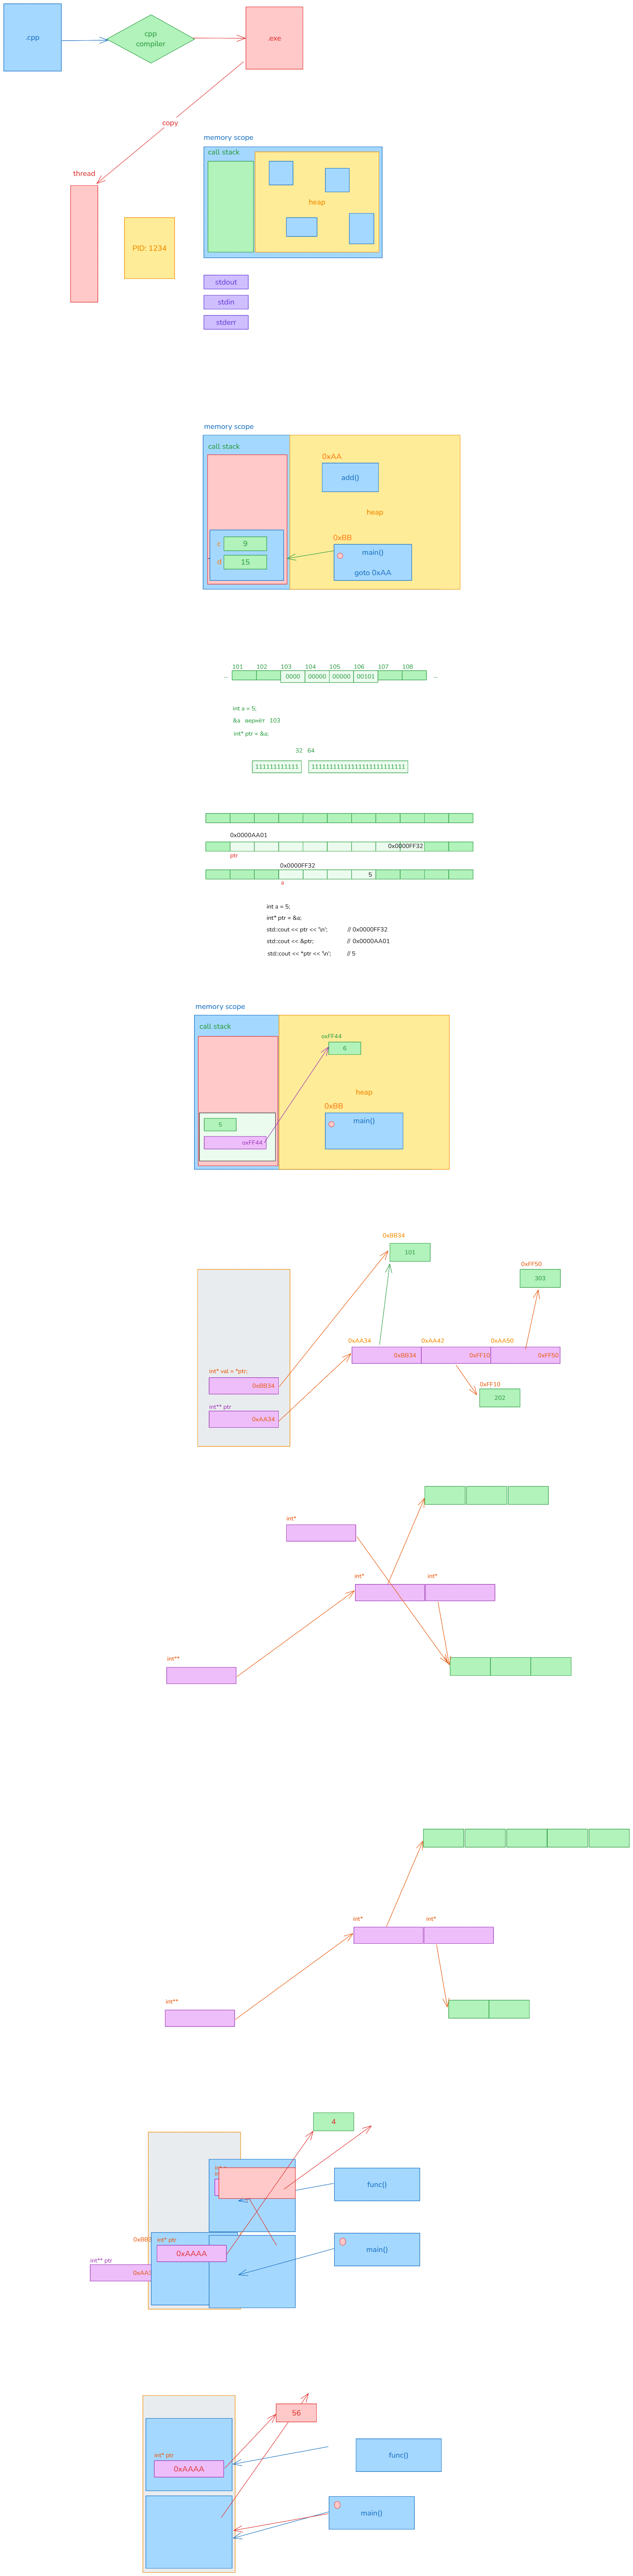 .cpp
cpp
compiler
.exe
copy
thread
PID: 1234
memory scope
call stack
heap
stdout
stdin
stderr
memory scope
call stack
0xAA
add()
heap
c
9
d
15
0xBB
main()
goto 0xAA
101 102 103 104 105 106 107 108
...
0000 00000 00000 00101
...
int a = 5;
&a вернёт 103
int* ptr = &a;
32 64
111111111111
11111111111111111111111111
0x0000AA01
0x0000FF32
ptr
0x0000FF32
5
a
int a = 5;
int* ptr = &a;
std::cout << ptr << '\n'; // 0x0000FF32
std::cout << &ptr; // 0x0000AA01
std::cout << *ptr << '\n'; // 5
memory scope
call stack
oxFF44
6
heap
0xBB
main()
5
oxFF44
0xBB34
101
0xFF50
303
0xAA34 0xAA42 0xAA50
0xBB34 0xFF10 0xFF50
int* val = *ptr;
0xBB34
int** ptr
0xAA34
0xFF10
202
int*
int* int*
int**
int* int*
int**
4
func()
0xBB3
int* ptr
0xAAAA
main()
int** ptr
0xAA3
56
func()
int* ptr
0xAAAA
main()